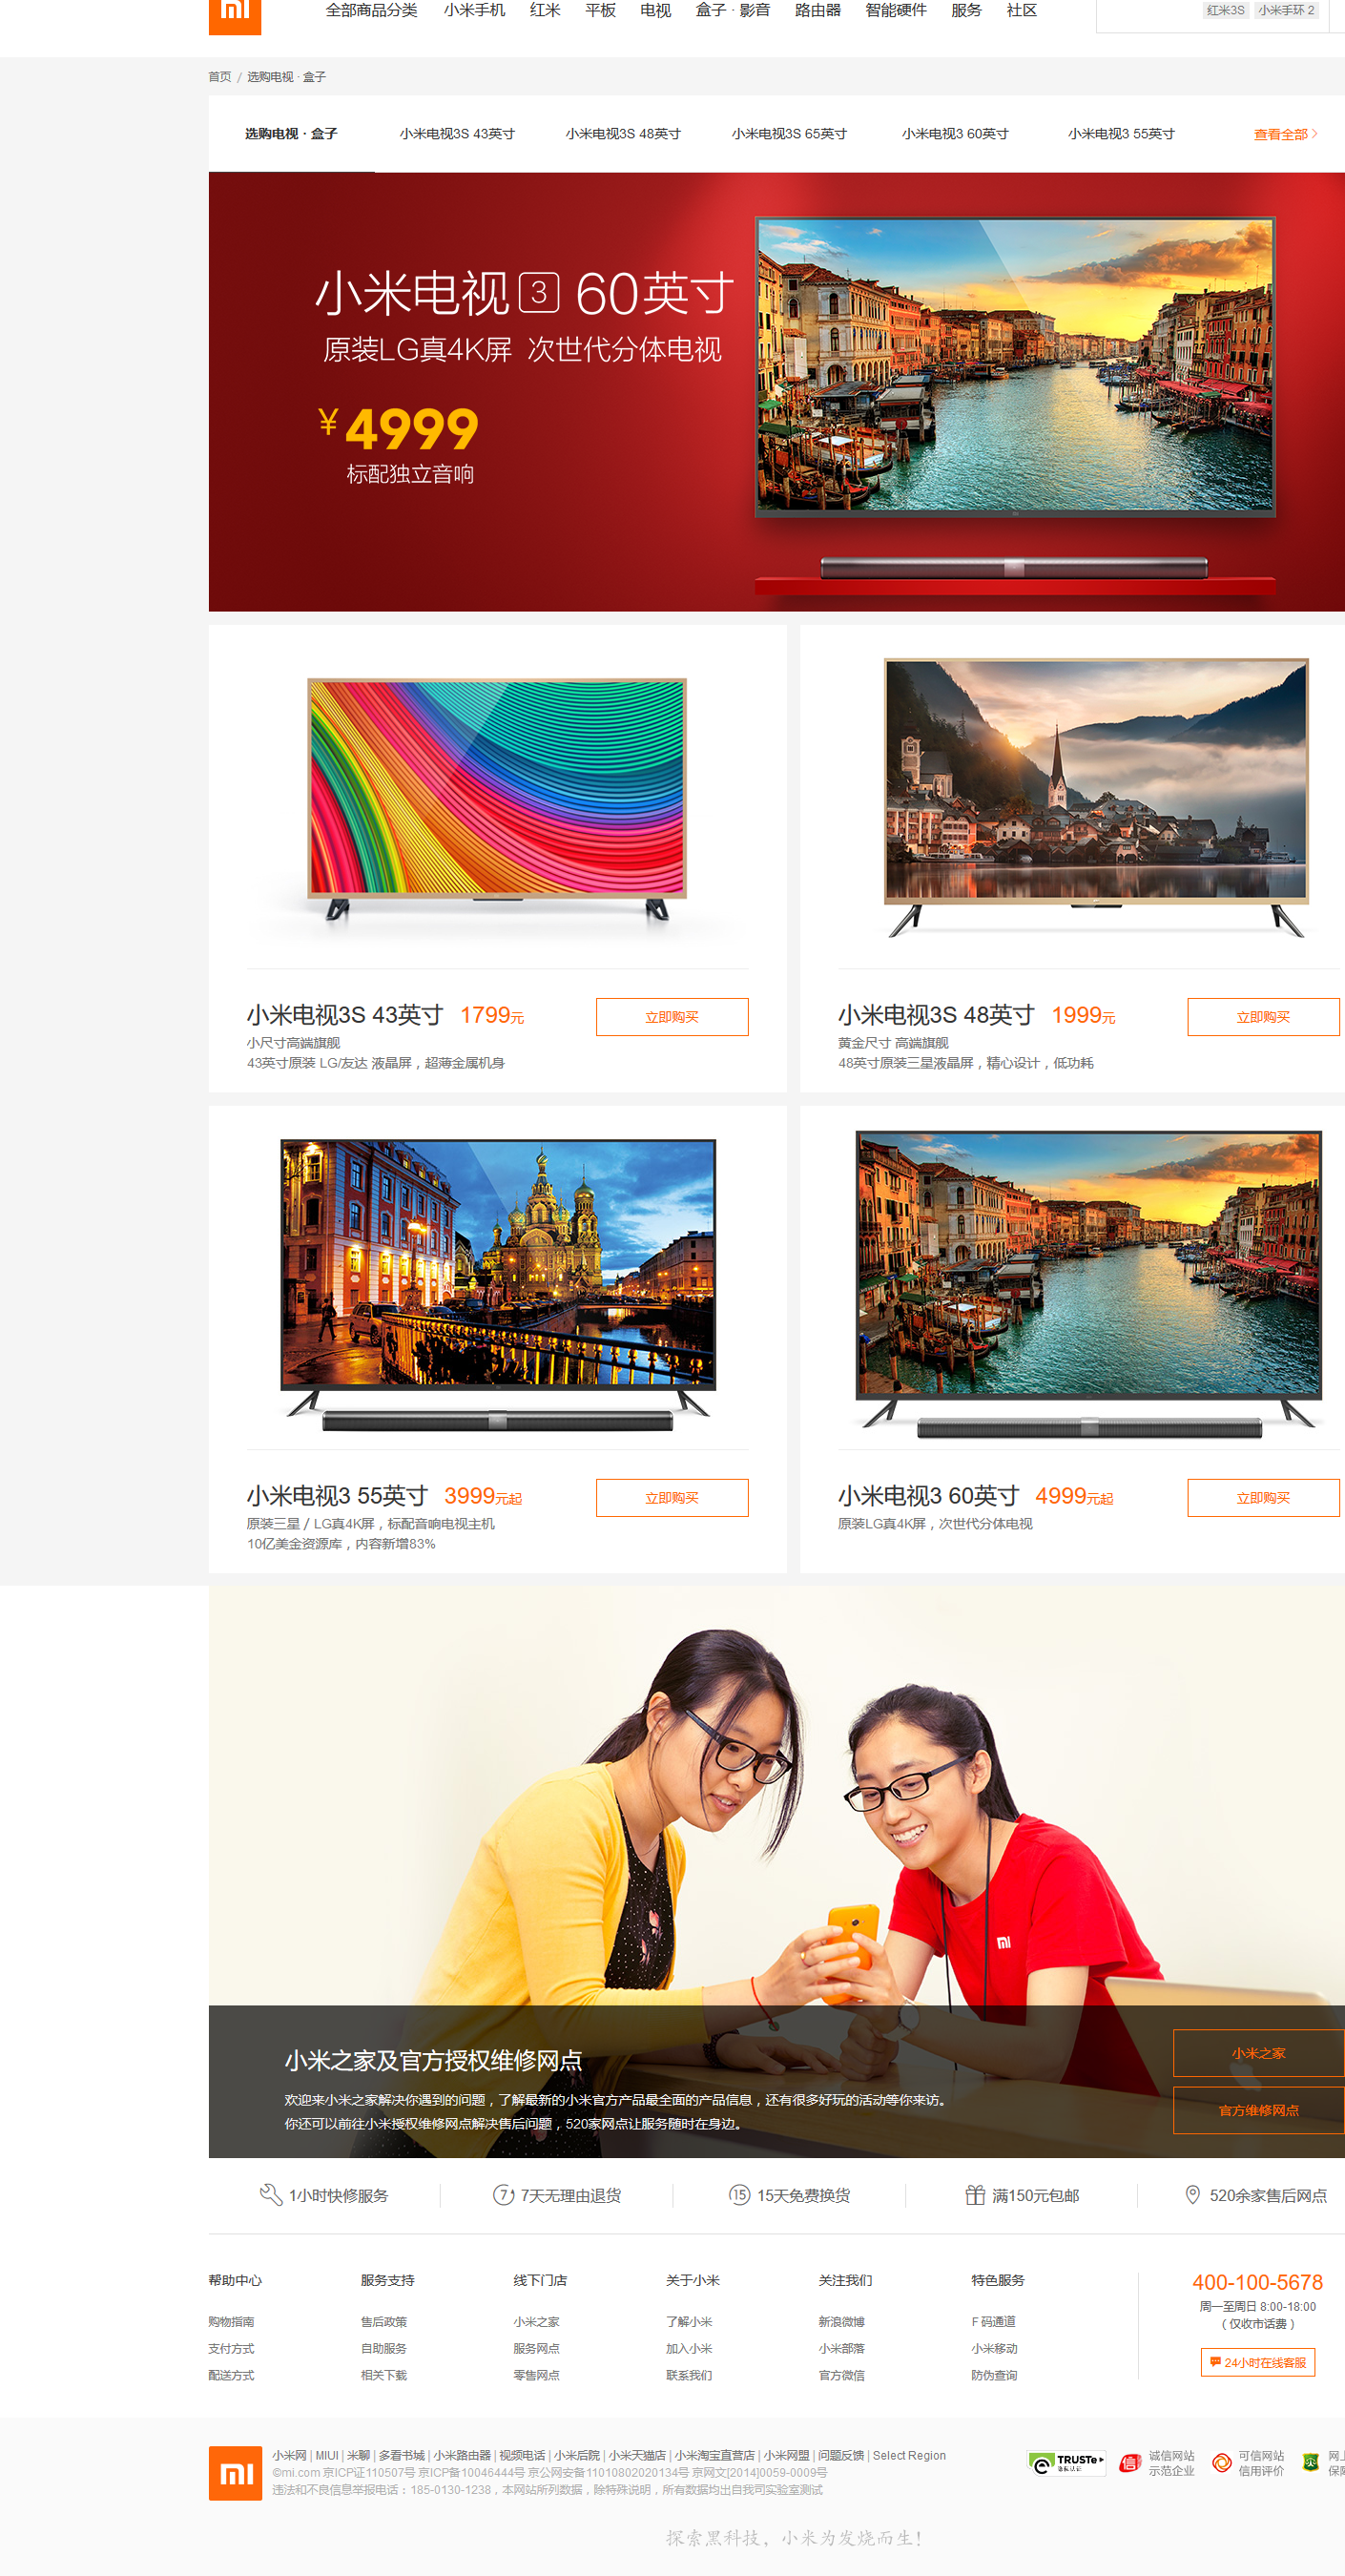 全部商品分类 小米手机 红米 平板 电视 盒子 · 影音 路由器 智能硬件 服务 社区 红米3S 小米手环 2
首页 / 选购电视 · 盒子
选购电视 · 盒子 小米电视3S 43英寸 小米电视3S 48英寸 小米电视3S 65英寸 小米电视3 60英寸 小米电视3 55英寸 查看全部
小米电视3 60英寸
原装LG真4K屏 次世代分体电视
¥4999
标配独立音响
小米电视3S 43英寸 1799元
立即购买
小尺寸高端旗舰
43英寸原装 LG/友达 液晶屏，超薄金属机身
小米电视3S 48英寸 1999元
立即购买
黄金尺寸 高端旗舰
48英寸原装三星液晶屏，精心设计，低功耗
小米电视3 55英寸 3999元起
立即购买
原装三星 / LG真4K屏，标配音响电视主机
10亿美金资源库，内容新增83%
小米电视3 60英寸 4999元起
立即购买
原装LG真4K屏，次世代分体电视
小米之家及官方授权维修网点
欢迎来小米之家解决你遇到的问题，了解最新的小米官方产品最全面的产品信息，还有很多好玩的活动等你来访。
你还可以前往小米授权维修网点解决售后问题，520家网点让服务随时在身边。
小米之家
官方维修网点
1小时快修服务 7天无理由退货 15天免费换货 满150元包邮 520余家售后网点
帮助中心 服务支持 线下门店 关于小米 关注我们 特色服务
购物指南 售后政策 小米之家 了解小米 新浪微博 F 码通道
支付方式 自助服务 服务网点 加入小米 小米部落 小米移动
配送方式 相关下载 零售网点 联系我们 官方微信 防伪查询
400-100-5678
周一至周日 8:00-18:00
（仅收市话费）
24小时在线客服
小米网 | MIUI | 米聊 | 多看书城 | 小米路由器 | 视频电话 | 小米后院 | 小米天猫店 | 小米淘宝直营店 | 小米网盟 | 问题反馈 | Select Region
©mi.com 京ICP证110507号 京ICP备10046444号 京公网安备11010802020134号 京网文[2014]0059-0009号
违法和不良信息举报电话：185-0130-1238，本网站所列数据，除特殊说明，所有数据均出自我司实验室测试
TRUSTe
诚信网站
示范企业
可信网站
信用评价
网上
保障
探索黑科技，小米为发烧而生！